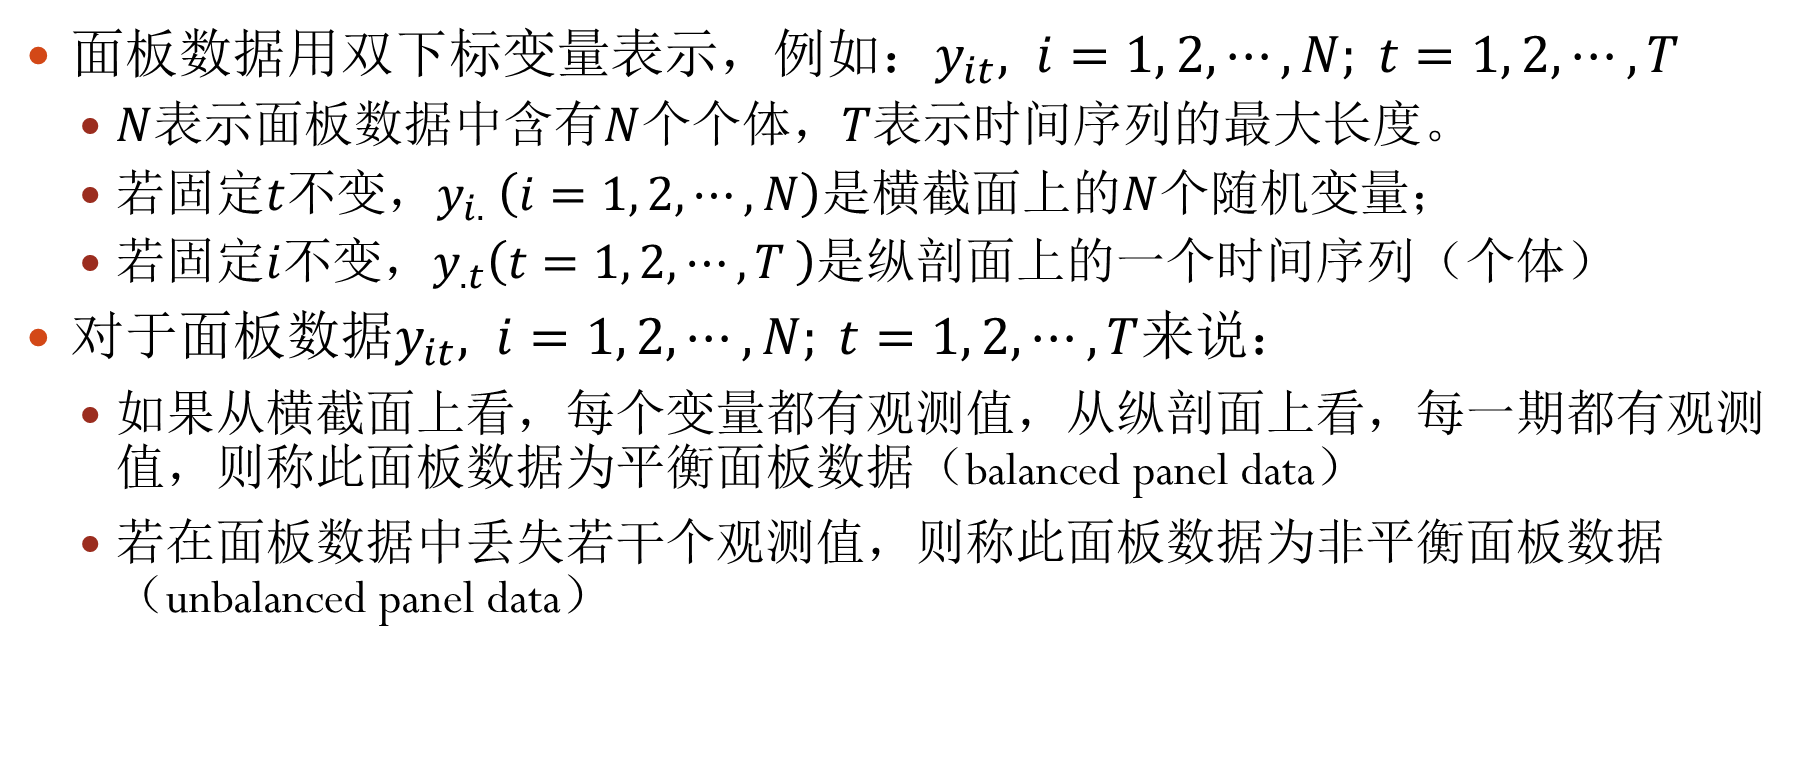 • 面板数据用双下标变量表示，例如：$y_{it}$, $i = 1, 2, \cdots, N$; $t = 1, 2, \cdots, T$
• $N$表示面板数据中含有$N$个个体，$T$表示时间序列的最大长度。
• 若固定$t$不变，$y_{i.}$ $(i = 1, 2, \cdots, N)$是横截面上的$N$个随机变量；
• 若固定$i$不变，$y_{.t}(t = 1, 2, \cdots, T)$是纵剖面上的一个时间序列（个体）
• 对于面板数据$y_{it}$, $i = 1, 2, \cdots, N$; $t = 1, 2, \cdots, T$来说：
• 如果从横截面上看，每个变量都有观测值，从纵剖面上看，每一期都有观测
值，则称此面板数据为平衡面板数据（balanced panel data）
• 若在面板数据中丢失若干个观测值，则称此面板数据为非平衡面板数据
（unbalanced panel data）